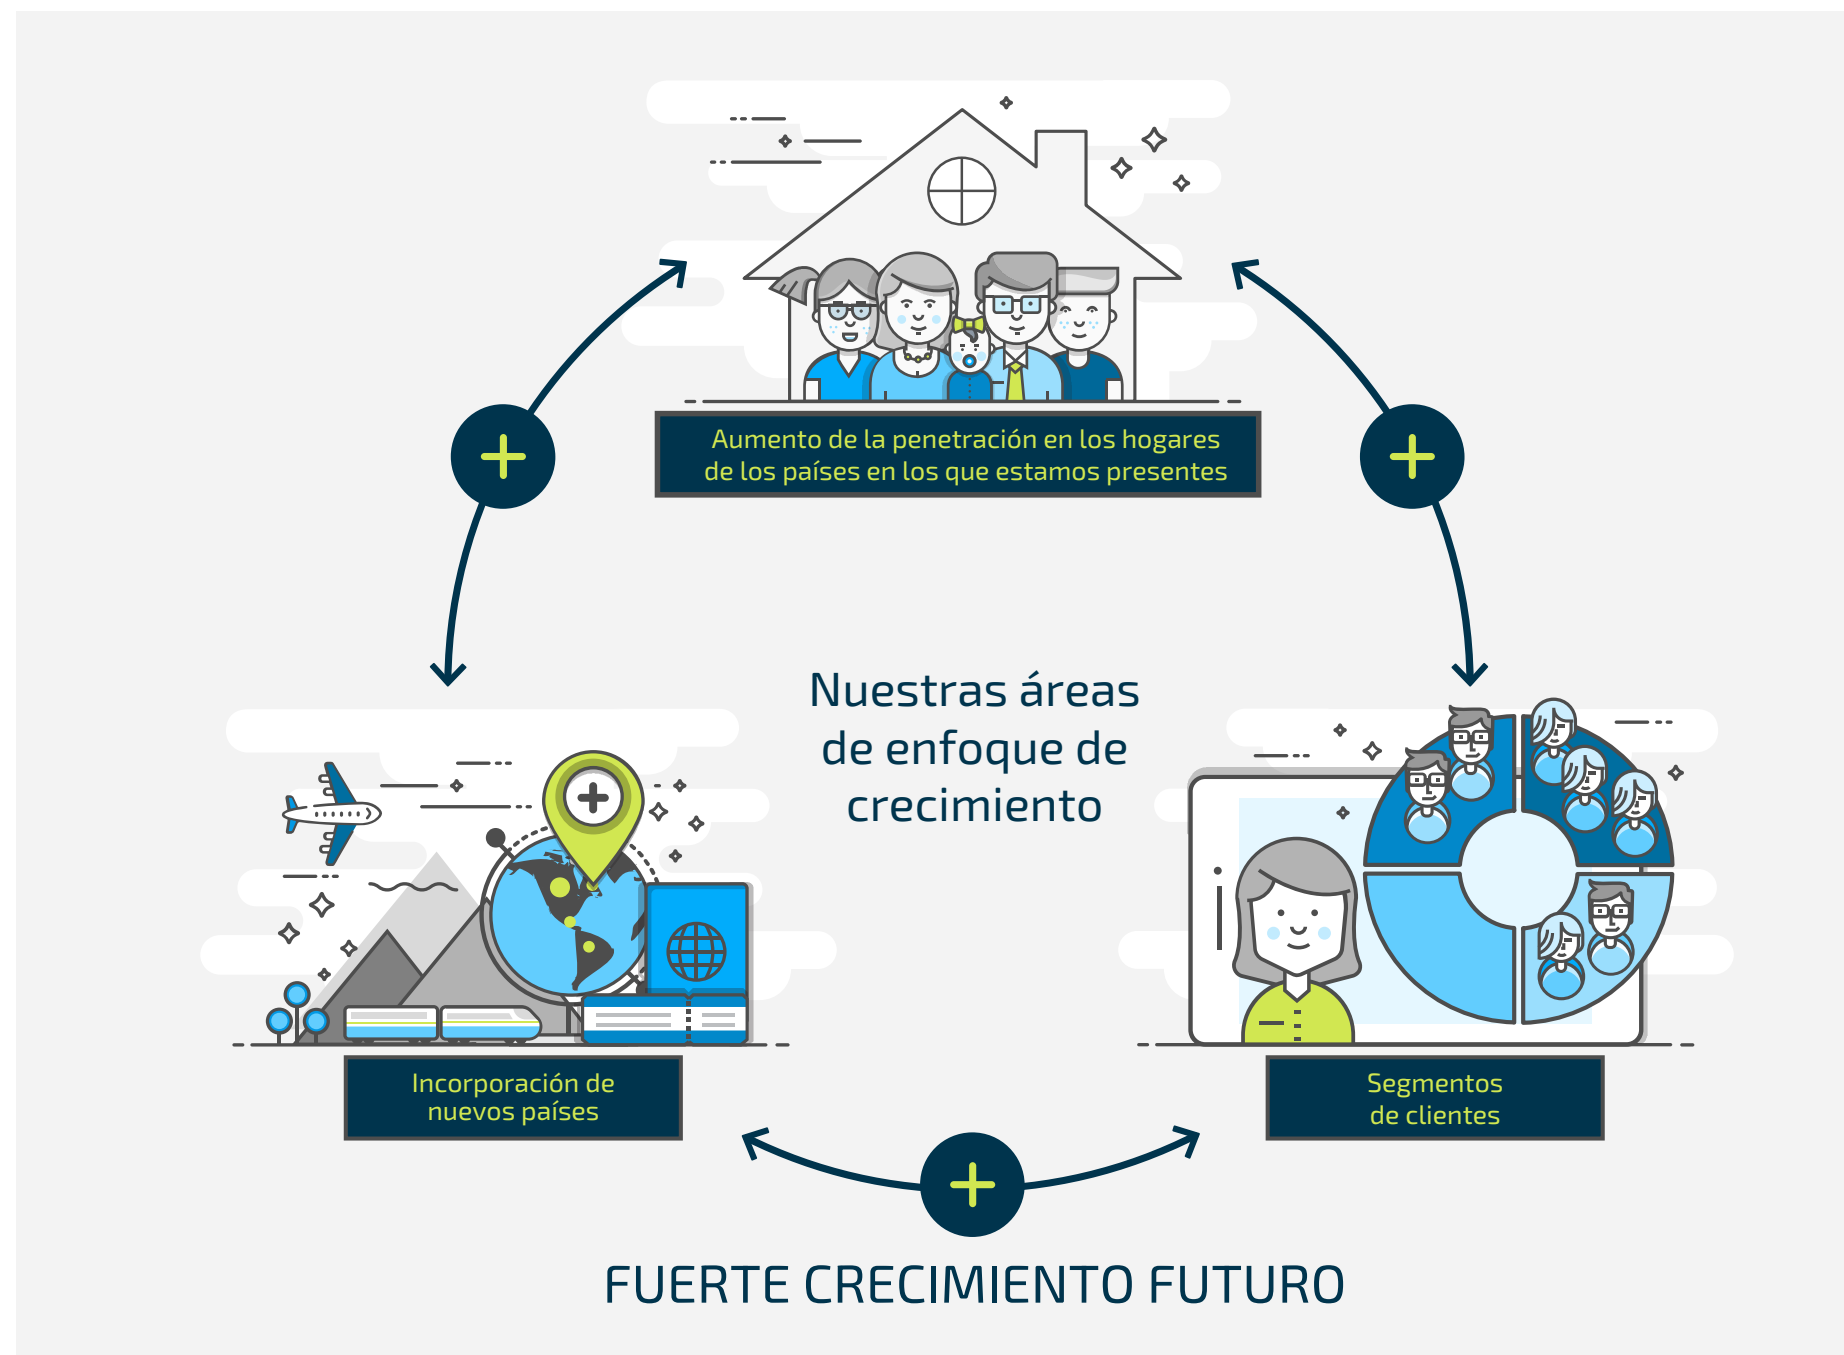 Aumento de la penetración en los hogares
de los países en los que estamos presentes
Nuestras áreas
de enfoque de
crecimiento
Incorporación de
nuevos países
Segmentos
de clientes
FUERTE CRECIMIENTO FUTURO